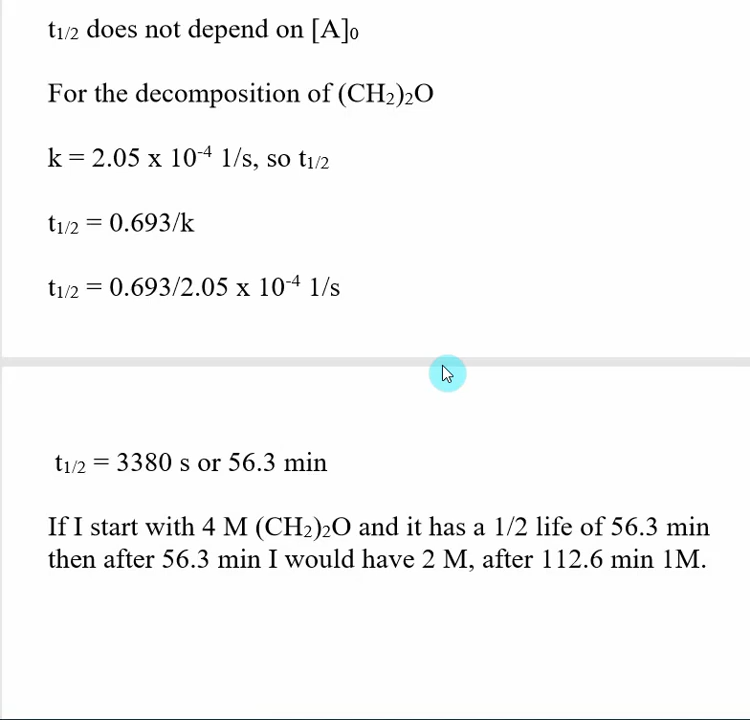 t1/2 does not depend on [A]0
For the decomposition of (CH2)2O
k = 2.05 x 10-4 1/s, so t1/2
t1/2 = 0.693/k
t1/2 = 0.693/2.05 x 10-4 1/s
t1/2 = 3380 s or 56.3 min
If I start with 4 M (CH2)2O and it has a 1/2 life of 56.3 min
then after 56.3 min I would have 2 M, after 112.6 min 1M.